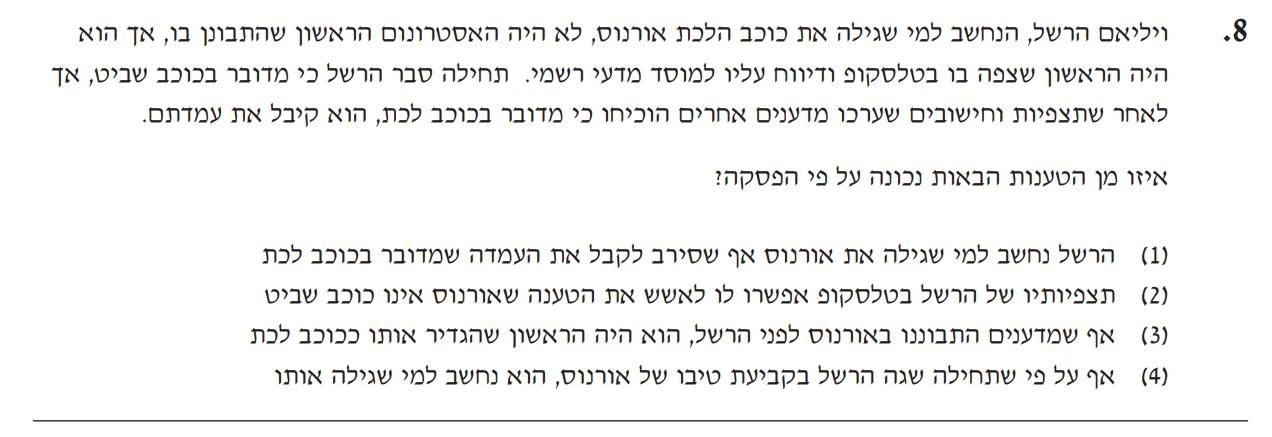 8. ויליאם הרשל, הנחשב למי שגילה את כוכב הלכת אורנוס, לא היה האסטרונום הראשון שהתבונן בו, אך הוא
היה הראשון שצפה בו בטלסקופ ודיווח עליו למוסד מדעי רשמי. תחילה סבר הרשל כי מדובר בכוכב שביט, אך
לאחר שתצפיות וחישובים שערכו מדענים אחרים הוכיחו כי מדובר בכוכב לכת, הוא קיבל את עמדתם.
איזו מן הטענות הבאות נכונה על פי הפסקה?
(1) הרשל נחשב למי שגילה את אורנוס אף שסירב לקבל את העמדה שמדובר בכוכב לכת
(2) תצפיותיו של הרשל בטלסקופ אפשרו לו לאשש את הטענה שאורנוס אינו כוכב שביט
(3) אף שמדענים התבוננו באורנוס לפני הרשל, הוא היה הראשון שהגדיר אותו ככוכב לכת
(4) אף על פי שתחילה שגה הרשל בקביעת טיבו של אורנוס, הוא נחשב למי שגילה אותו